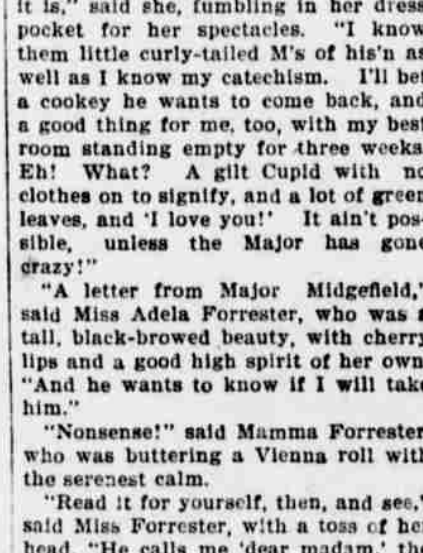 it is," said she, fumbling in her dress
pocket for her spectacles. "I know
them little curly-tailed M's of his'n as
well as I know my catechism. I'll bet
a cookey he wants to come back, and
a good thing for me, too, with my best
room standing empty for three weeks
Eh! What? A gilt Cupid with no
clothes on to signify, and a lot of green
leaves, and 'I love you!' It ain't pos-
sible, unless the Major has gone
crazy!"
"A letter from Major Midgefield,"
said Miss Adela Forrester, who was a
tall, black-browed beauty, with cherry
lips and a good high spirit of her own
"And he wants to know if I will take
him."
"Nonsense!" said Mamma Forrester
who was buttering a Vienna roll with
the serenest calm.
"Read it for yourself, then, and see,"
said Miss Forrester, with a toss of her
head. "He calls me 'dear madam,' the